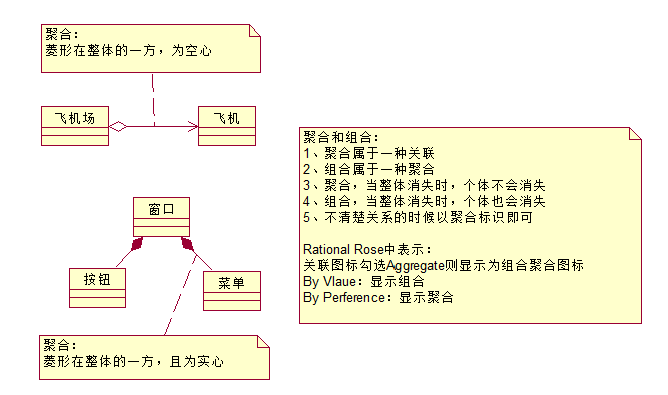 聚合：
菱形在整体的一方，为空心
飞机场
飞机
窗口
按钮
菜单
聚合：
菱形在整体的一方，且为实心
聚合和组合：
1、聚合属于一种关联
2、组合属于一种聚合
3、聚合，当整体消失时，个体不会消失
4、组合，当整体消失时，个体也会消失
5、不清楚关系的时候以聚合标识即可
Rational Rose中表示：
关联图标勾选Aggregate则显示为组合聚合图标
By Vlaue：显示组合
By Perference：显示聚合